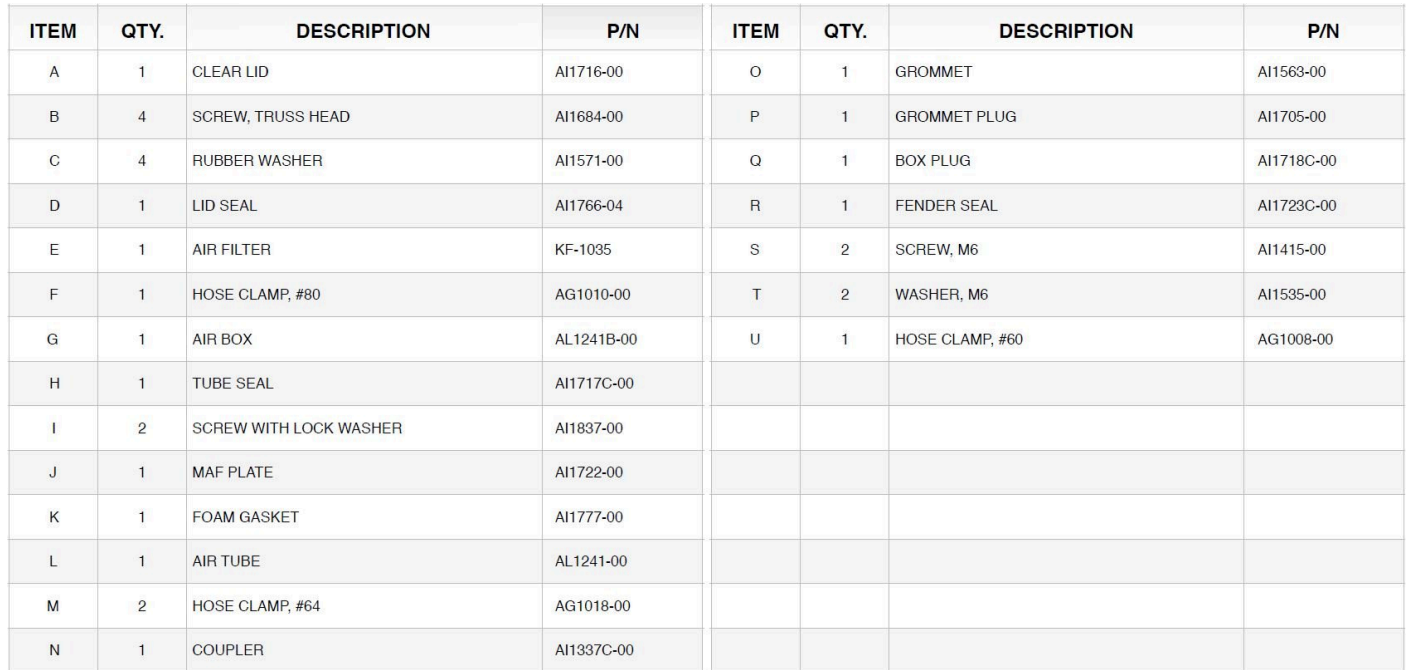 ITEM QTY. DESCRIPTION P/N ITEM QTY. DESCRIPTION P/N
A 1 CLEAR LID AI1716-00 O 1 GROMMET AI1563-00
B 4 SCREW, TRUSS HEAD AI1684-00 P 1 GROMMET PLUG AI1705-00
C 4 RUBBER WASHER AI1571-00 Q 1 BOX PLUG AI1718C-00
D 1 LID SEAL AI1766-04 R 1 FENDER SEAL AI1723C-00
E 1 AIR FILTER KF-1035 S 2 SCREW, M6 AI1415-00
F 1 HOSE CLAMP, #80 AG1010-00 T 2 WASHER, M6 AI1535-00
G 1 AIR BOX AL1241B-00 U 1 HOSE CLAMP, #60 AG1008-00
H 1 TUBE SEAL AI1717C-00
I 2 SCREW WITH LOCK WASHER AI1837-00
J 1 MAF PLATE AI1722-00
K 1 FOAM GASKET AI1777-00
L 1 AIR TUBE AL1241-00
M 2 HOSE CLAMP, #64 AG1018-00
N 1 COUPLER AI1337C-00